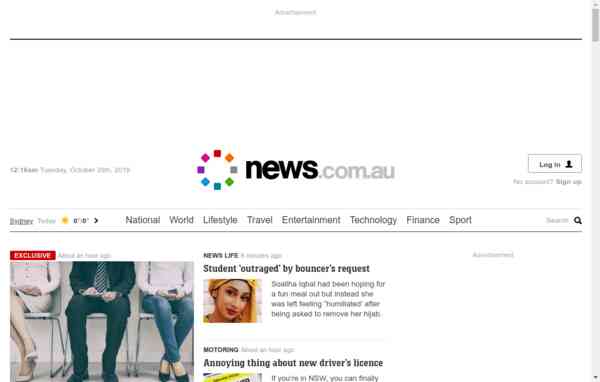 Advertisement
12:16am Tuesday, October 29th, 2019
news.com.au
Log in
No account? Sign up
Sydney Today 0°/0° >
National World Lifestyle Travel Entertainment Technology Finance Sport
Search
EXCLUSIVE About an hour ago
NEWS LIFE 6 minutes ago
Student 'outraged' by bouncer's request
Soaliha Iqbal had been hoping for
a fun meal out but instead she
was left feeling "humiliated" after
being asked to remove her hijab.
Advertisement
MOTORING About an hour ago
Annoying thing about new driver's licence
If you're in NSW, you can finally